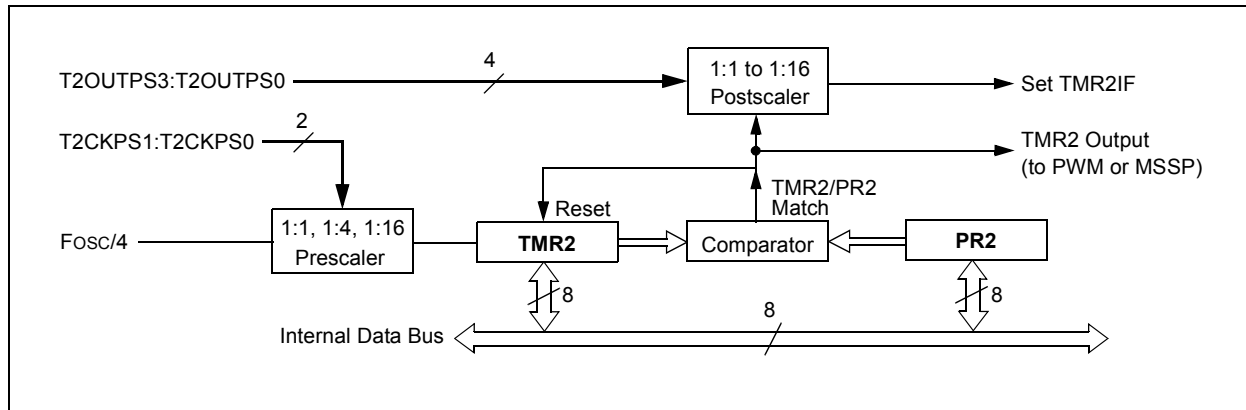 4
1:1 to 1:16
Postscaler
T2OUTPS3:T2OUTPS0
Set TMR2IF
2
T2CKPS1:T2CKPS0
TMR2 Output
(to PWM or MSSP)
TMR2/PR2
Match
Reset
1:1, 1:4, 1:16
Prescaler
FOSC/4
TMR2
Comparator
PR2
8
8
8
Internal Data Bus